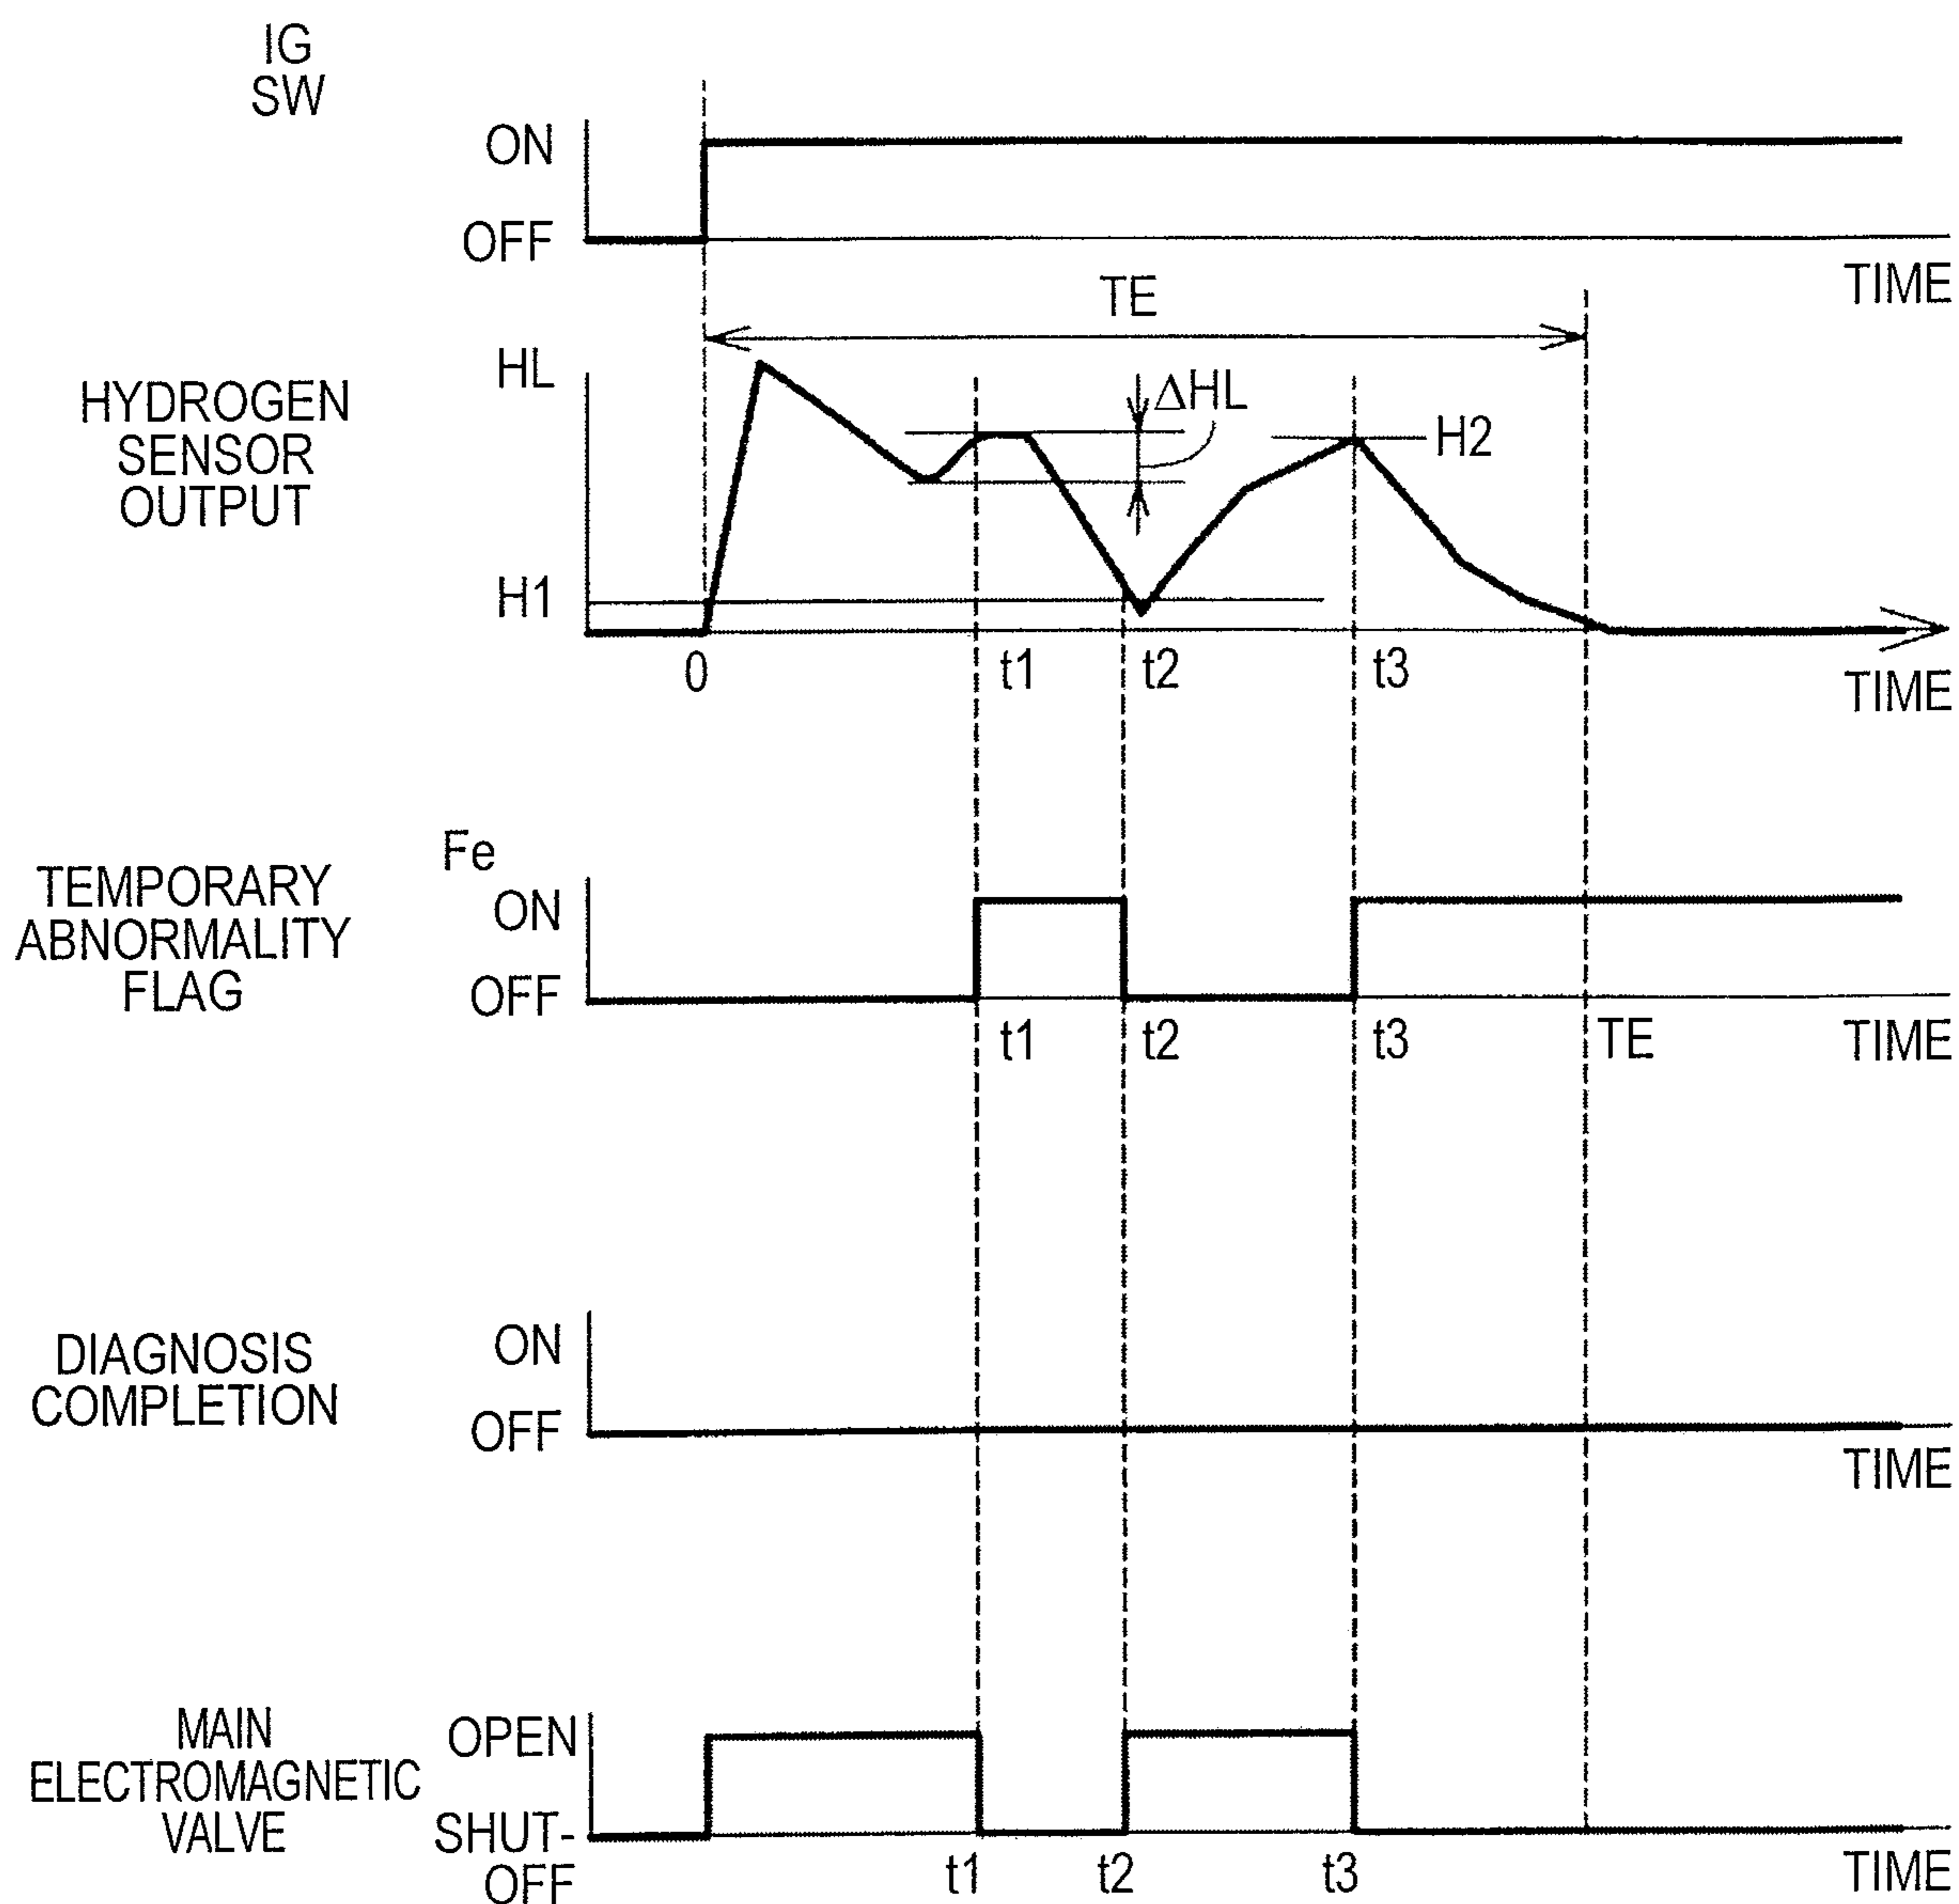 IG
SW
ON
OFF
TIME
TE
HYDROGEN
SENSOR
OUTPUT
HL
ΔHL
H2
H1
0
t1
t2
t3
TIME
TEMPORARY
ABNORMALITY
FLAG
Fe
ON
OFF
t1
t2
t3
TE
TIME
DIAGNOSIS
COMPLETION
ON
OFF
TIME
MAIN
ELECTROMAGNETIC
VALVE
OPEN
SHUT-
OFF
t1
t2
t3
TIME